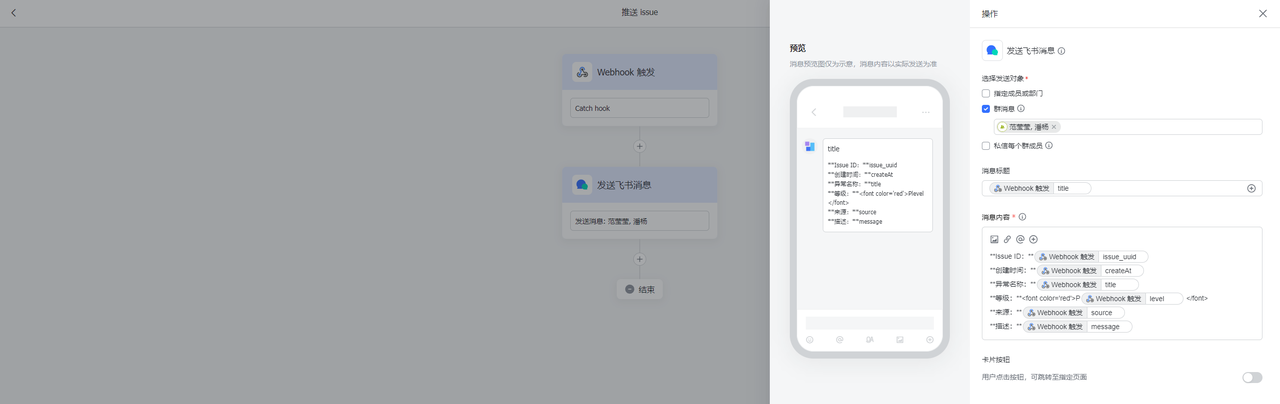 推送 issue
Webhook 触发
Catch hook
发送飞书消息
发送消息: 范莹莹, 潘杨
结束
预览
消息预览图仅为示意，消息内容以实际发送为准
title
**Issue ID：**issue_uuid
**创建时间：**createAt
**异常名称：**title
**等级：**<font color='red'>Plevel
</font>
**来源：**source
**描述：**message
操作
发送飞书消息
选择发送对象*
指定成员或部门
群消息
范莹莹, 潘杨
私信每个群成员
消息标题
Webhook 触发 title
消息内容 *
**Issue ID：** Webhook 触发 issue_uuid
**创建时间：** Webhook 触发 createAt
**异常名称：** Webhook 触发 title
**等级：**<font color='red'>P Webhook 触发 level </font>
**来源：** Webhook 触发 source
**描述：** Webhook 触发 message
卡片按钮
用户点击按钮，可跳转至指定页面